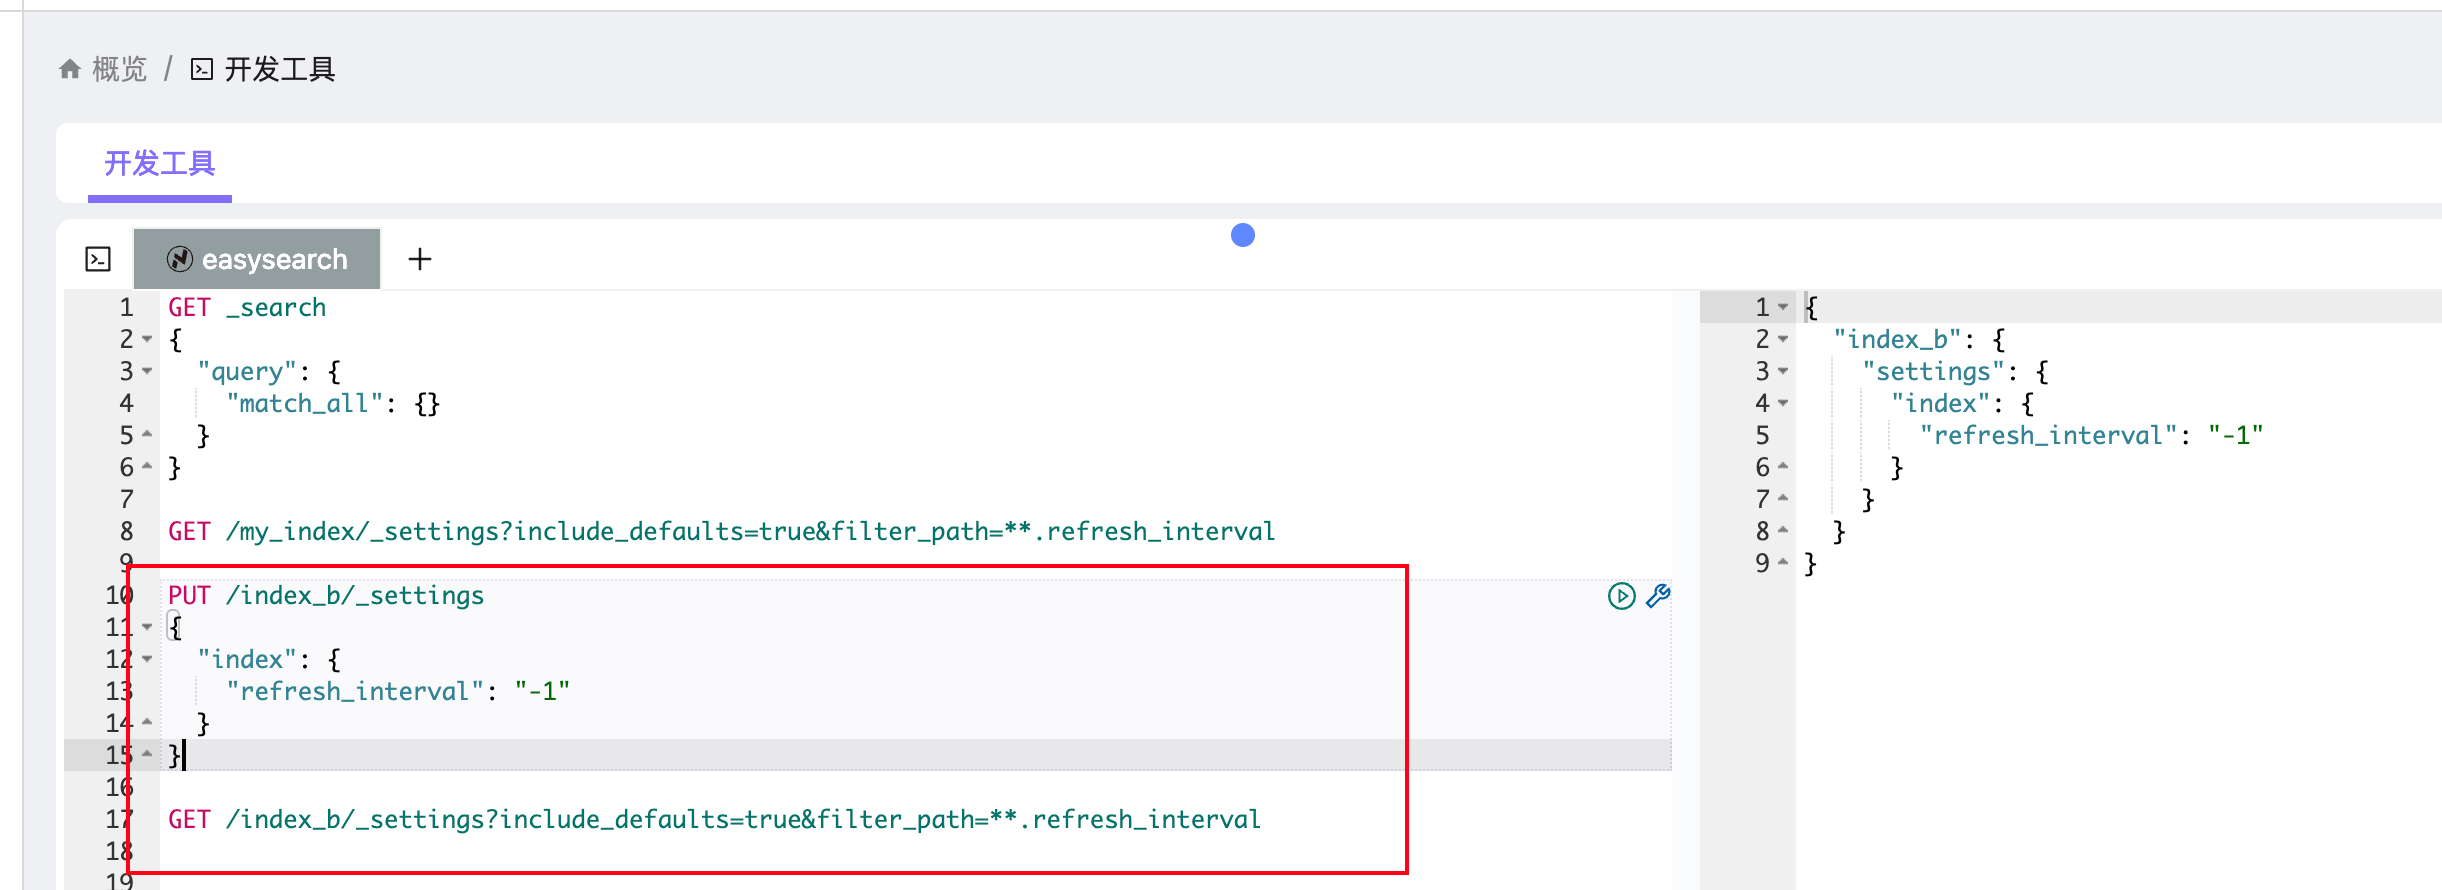 概览 / 开发工具
开发工具
easysearch +
1 GET _search
2 {
3 "query": {
4 "match_all": {}
5 }
6 }
7
8 GET /my_index/_settings?include_defaults=true&filter_path=**.refresh_interval
9
10 PUT /index_b/_settings
11 {
12 "index": {
13 "refresh_interval": "-1"
14 }
15 }
16
17 GET /index_b/_settings?include_defaults=true&filter_path=**.refresh_interval
18
19
1 {
2 "index_b": {
3 "settings": {
4 "index": {
5 "refresh_interval": "-1"
6 }
7 }
8 }
9 }